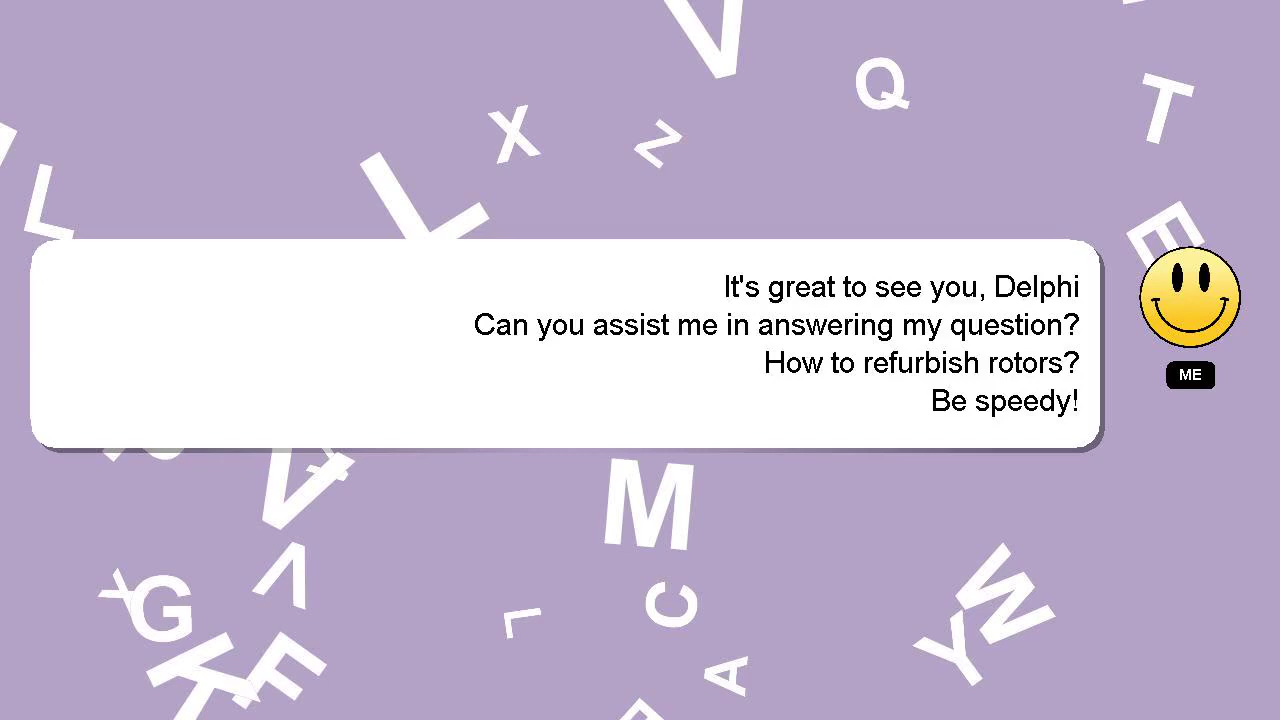 It's great to see you, Delphi
Can you assist me in answering my question?
How to refurbish rotors?
Be speedy!
ME
V
Q
T
X
Z
L
L
E
V
M
V
X
G
C
L
W
Y
K
F
A